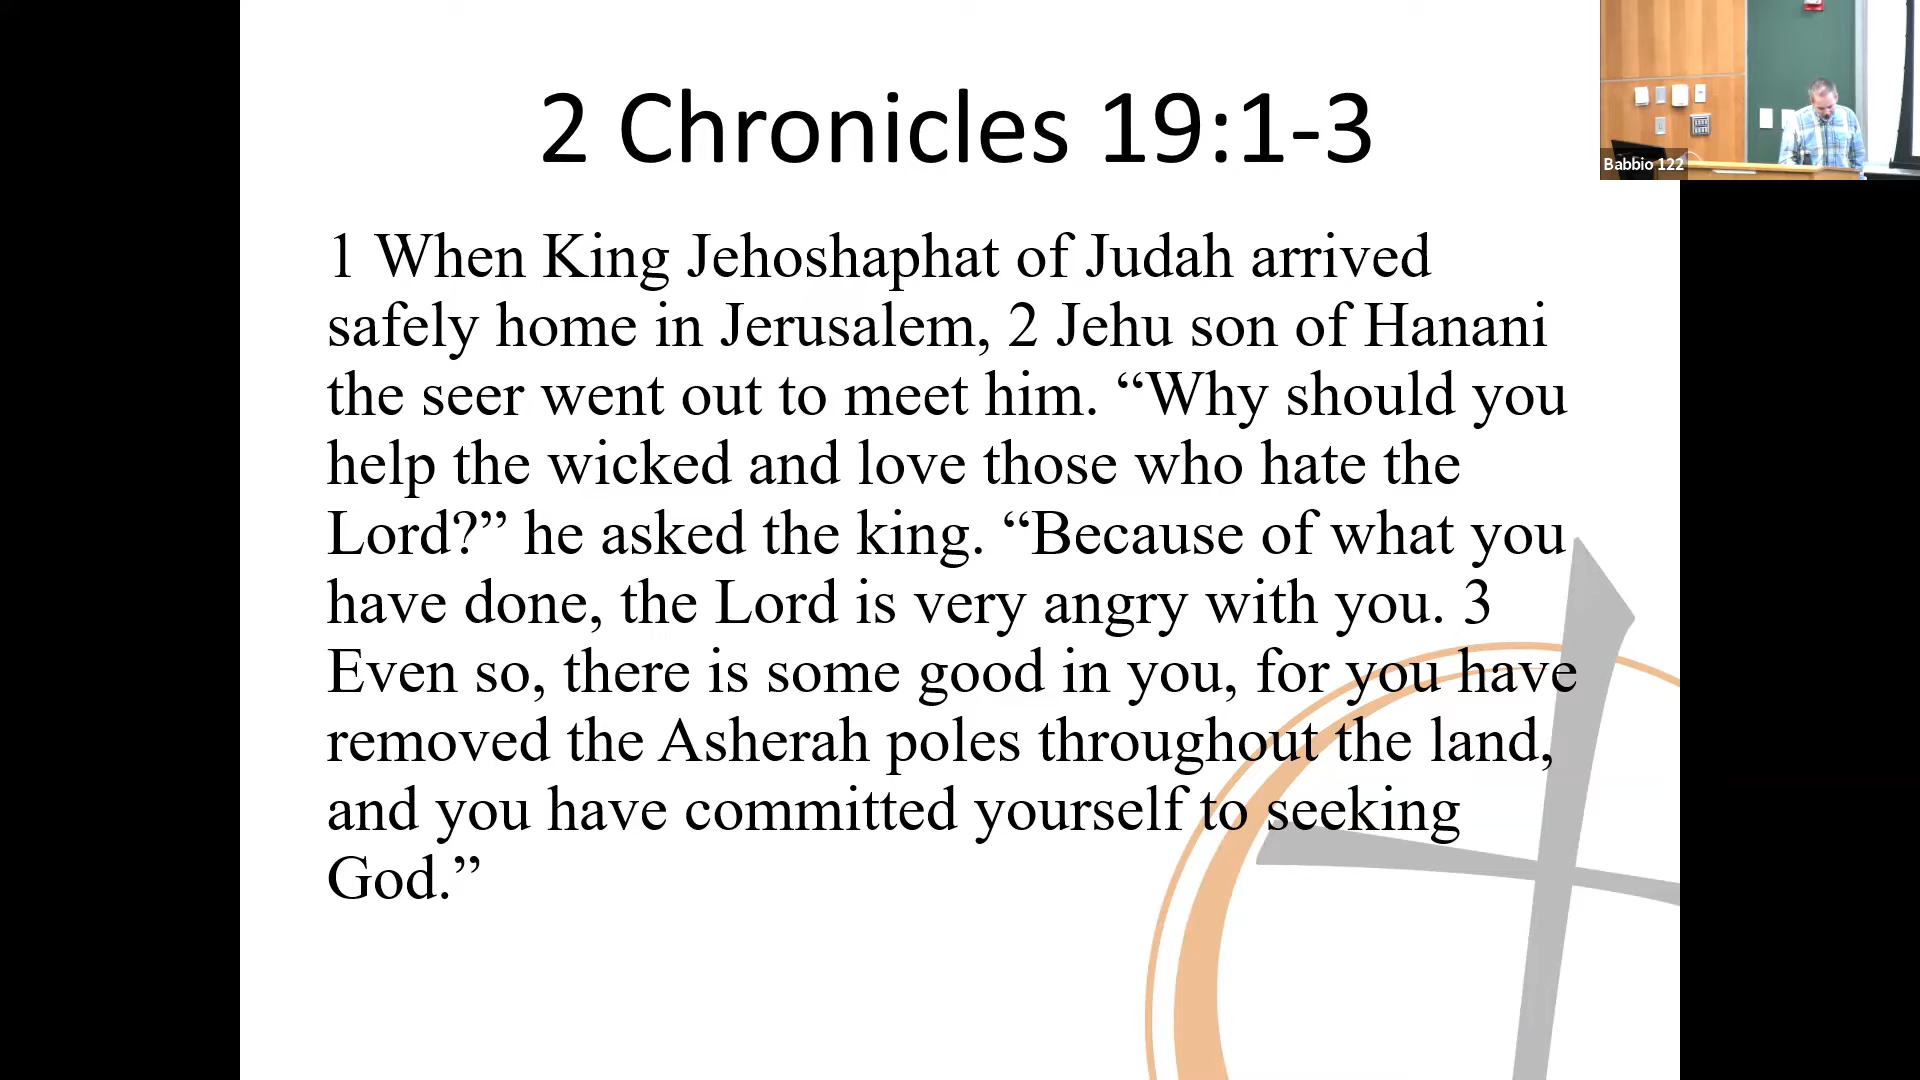 2 Chronicles 19:1-3
Babbio 122
1 When King Jehoshaphat of Judah arrived
safely home in Jerusalem, 2 Jehu son of Hanani
the seer went out to meet him. “Why should you
help the wicked and love those who hate the
Lord?” he asked the king. “Because of what you
have done, the Lord is very angry with you. 3
Even so, there is some good in you, for you have
removed the Asherah poles throughout the land,
and you have committed yourself to seeking
God.”